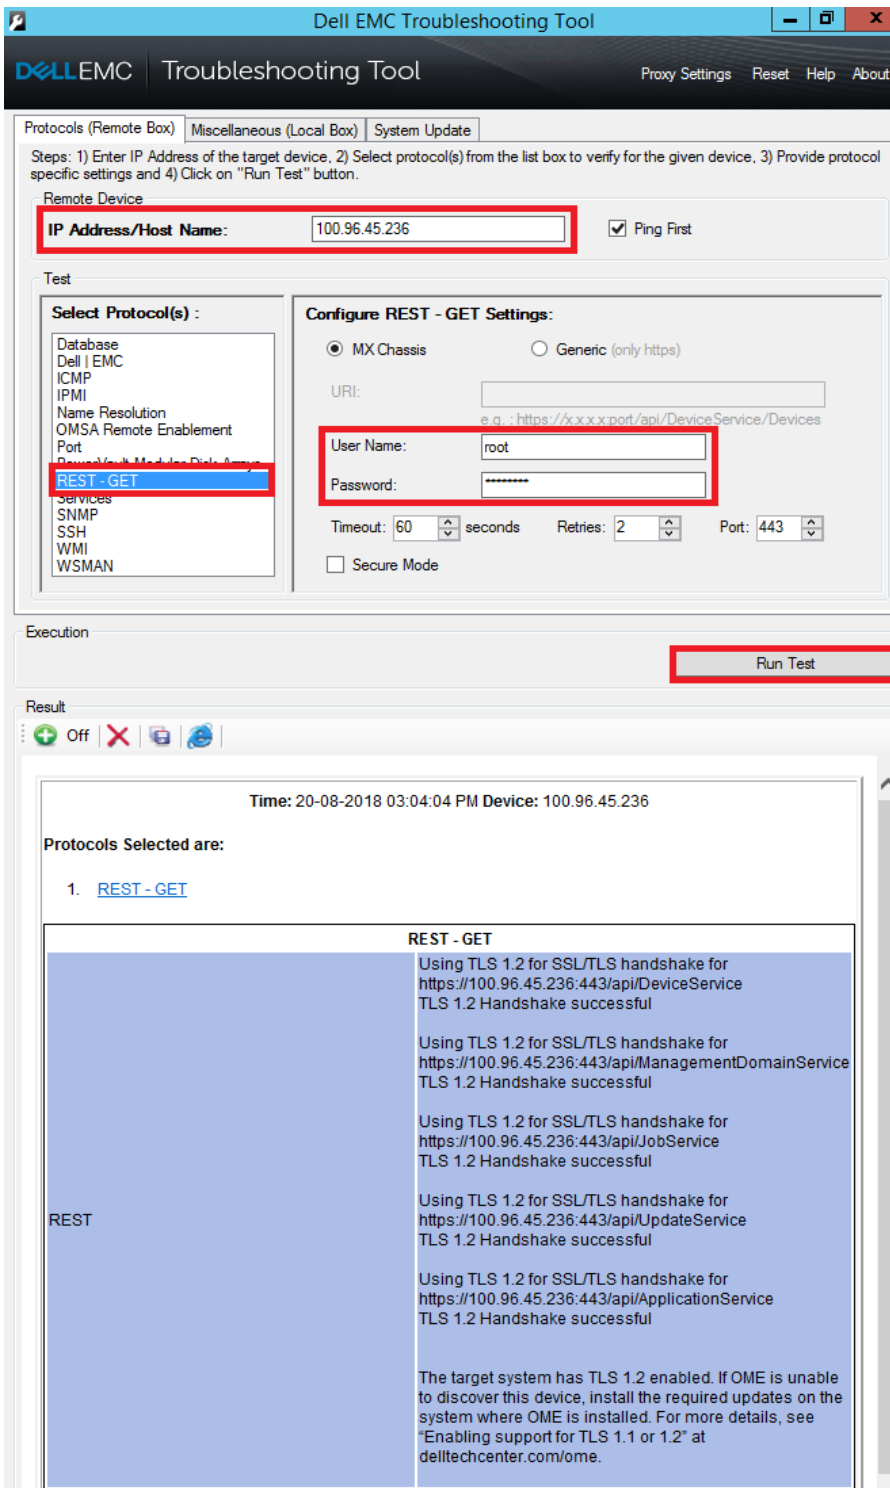 Dell EMC Troubleshooting Tool
DELLEMC Troubleshooting Tool
Proxy Settings Reset Help About
Protocols (Remote Box) Miscellaneous (Local Box) System Update
Steps: 1) Enter IP Address of the target device, 2) Select protocol(s) from the list box to verify for the given device, 3) Provide protocol
specific settings and 4) Click on "Run Test" button.
Remote Device
IP Address/Host Name: 100.96.45.236 Ping First
Test
Select Protocol(s) :
Database
Dell | EMC
ICMP
IPMI
Name Resolution
OMSA Remote Enablement
Port
PowerVault Modular Disk Arrays
REST - GET
Services
SNMP
SSH
WMI
WSMAN
Configure REST - GET Settings:
MX Chassis Generic (only https)
URI:
e.g. : https://x.x.x.x:port/api/DeviceService/Devices
User Name: root
Password: ********
Timeout: 60 seconds Retries: 2 Port: 443
Secure Mode
Execution
Run Test
Result
Off
Time: 20-08-2018 03:04:04 PM Device: 100.96.45.236
Protocols Selected are:
1. REST - GET
REST - GET
REST
Using TLS 1.2 for SSL/TLS handshake for
https://100.96.45.236:443/api/DeviceService
TLS 1.2 Handshake successful
Using TLS 1.2 for SSL/TLS handshake for
https://100.96.45.236:443/api/ManagementDomainService
TLS 1.2 Handshake successful
Using TLS 1.2 for SSL/TLS handshake for
https://100.96.45.236:443/api/JobService
TLS 1.2 Handshake successful
Using TLS 1.2 for SSL/TLS handshake for
https://100.96.45.236:443/api/UpdateService
TLS 1.2 Handshake successful
Using TLS 1.2 for SSL/TLS handshake for
https://100.96.45.236:443/api/ApplicationService
TLS 1.2 Handshake successful
The target system has TLS 1.2 enabled. If OME is unable
to discover this device, install the required updates on the
system where OME is installed. For more details, see
“Enabling support for TLS 1.1 or 1.2” at
delltechcenter.com/ome.